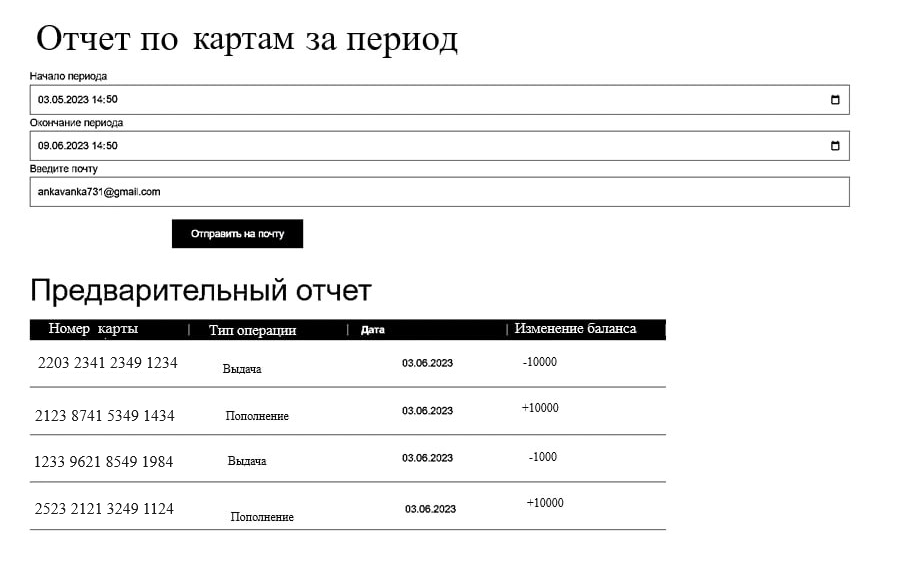 Отчет по картам за период
Начало периода
03.05.2023 14:50
Окончание периода
09.06.2023 14:50
Введите почту
ankavanka731@gmail.com
Отправить на почту
Предварительный отчет
Номер карты | Тип операции | Дата | Изменение баланса
2203 2341 2349 1234 Выдача 03.06.2023 -10000
2123 8741 5349 1434 Пополнение 03.06.2023 +10000
1233 9621 8549 1984 Выдача 03.06.2023 -1000
2523 2121 3249 1124 Пополнение 03.06.2023 +10000